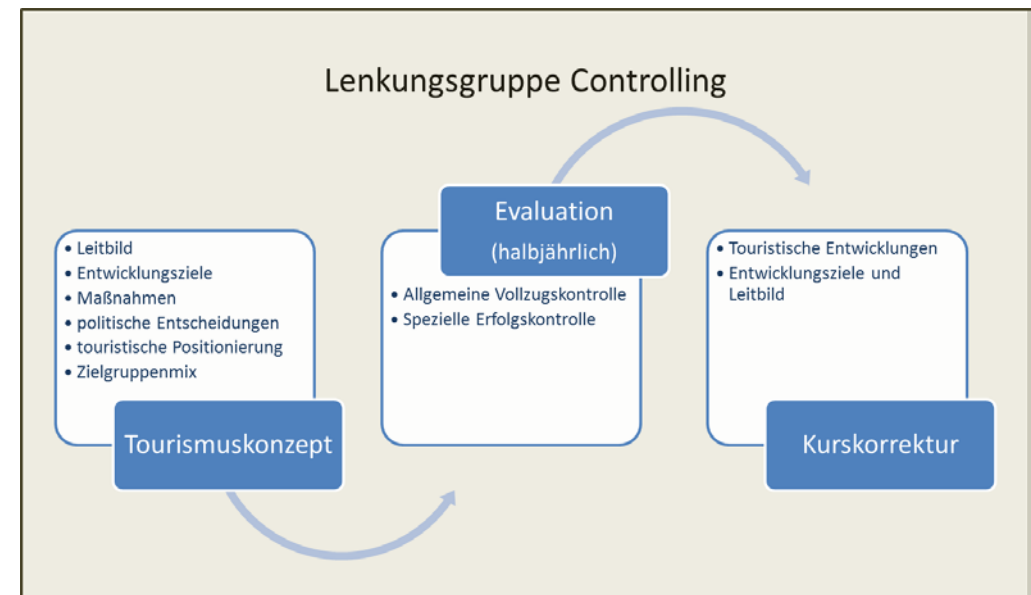 Lenkungsgruppe Controlling
• Leitbild
• Entwicklungsziele
• Maßnahmen
• politische Entscheidungen
• touristische Positionierung
• Zielgruppenmix
Tourismuskonzept
Evaluation
(halbjährlich)
• Allgemeine Vollzugskontrolle
• Spezielle Erfolgskontrolle
• Touristische Entwicklungen
• Entwicklungsziele und
Leitbild
Kurskorrektur